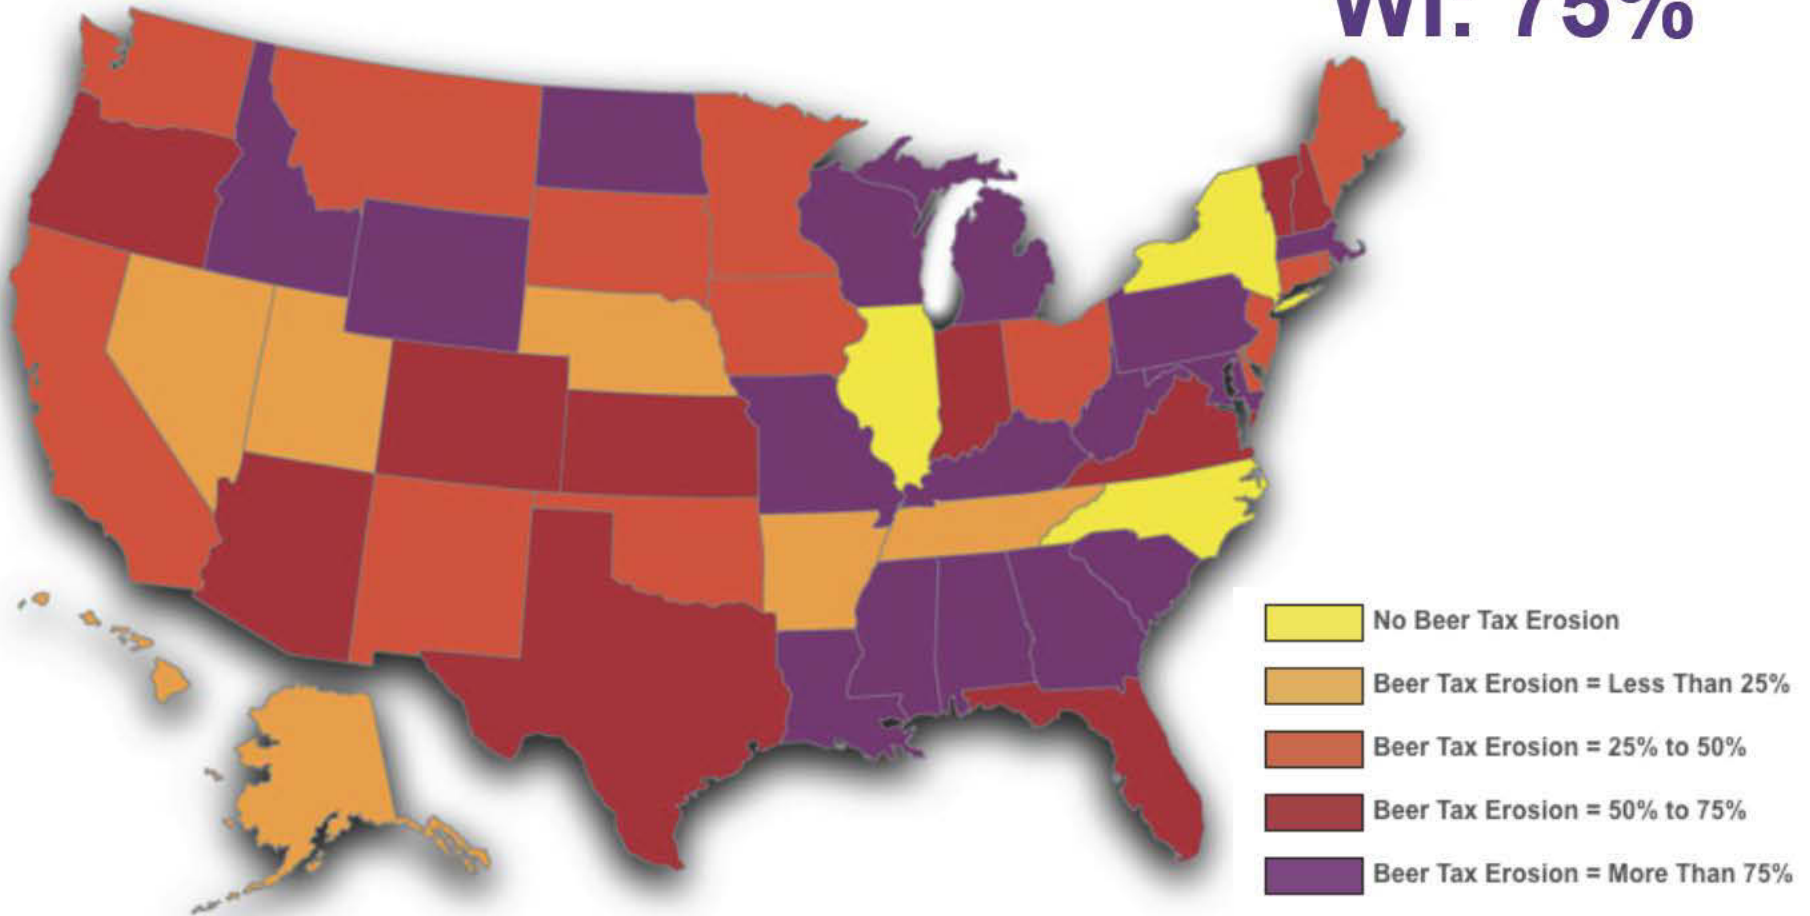 WI: 75%
No Beer Tax Erosion
Beer Tax Erosion = Less Than 25%
Beer Tax Erosion = 25% to 50%
Beer Tax Erosion = 50% to 75%
Beer Tax Erosion = More Than 75%